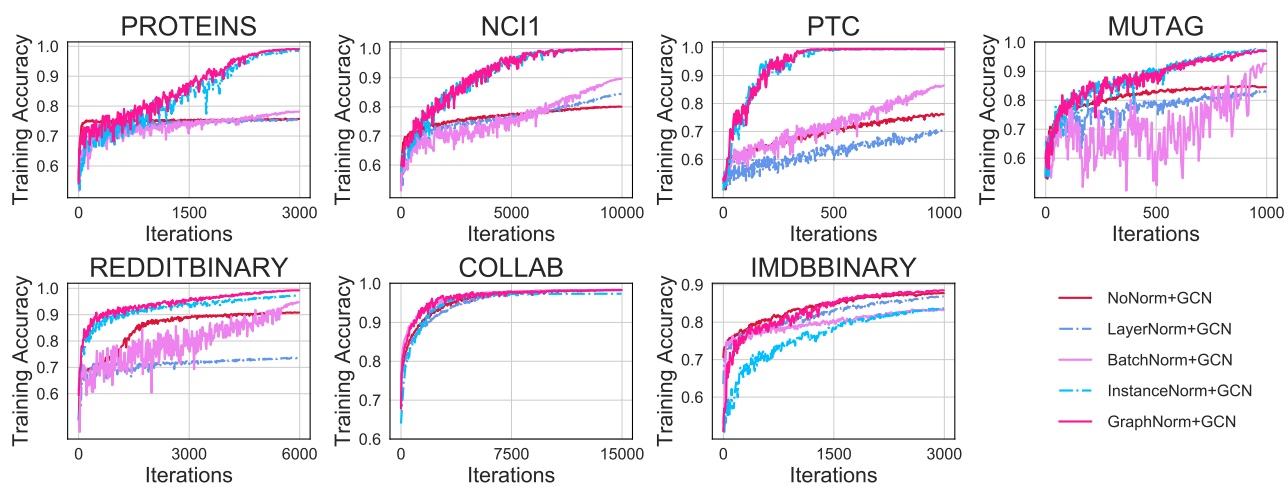 PROTEINS
Training Accuracy
1.0
0.9
0.8
0.7
0.6
0
1500
3000
Iterations
NCI1
Training Accuracy
1.0
0.9
0.8
0.7
0.6
0
5000
10000
Iterations
PTC
Training Accuracy
1.0
0.9
0.8
0.7
0.6
0
500
1000
Iterations
MUTAG
Training Accuracy
1.0
0.9
0.8
0.7
0.6
0
500
1000
Iterations
REDDITBINARY
Training Accuracy
1.0
0.9
0.8
0.7
0.6
0
3000
6000
Iterations
COLLAB
Training Accuracy
1.0
0.9
0.8
0.7
0.6
0
7500
15000
Iterations
IMDBBINARY
Training Accuracy
0.9
0.8
0.7
0.6
0
1500
3000
Iterations
NoNorm+GCN
LayerNorm+GCN
BatchNorm+GCN
InstanceNorm+GCN
GraphNorm+GCN